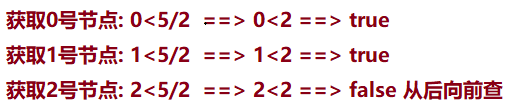 获取0号节点: 0<5/2 ==> 0<2 ==> true
获取1号节点: 1<5/2 ==> 1<2 ==> true
获取2号节点: 2<5/2 ==> 2<2 ==> false 从后向前查